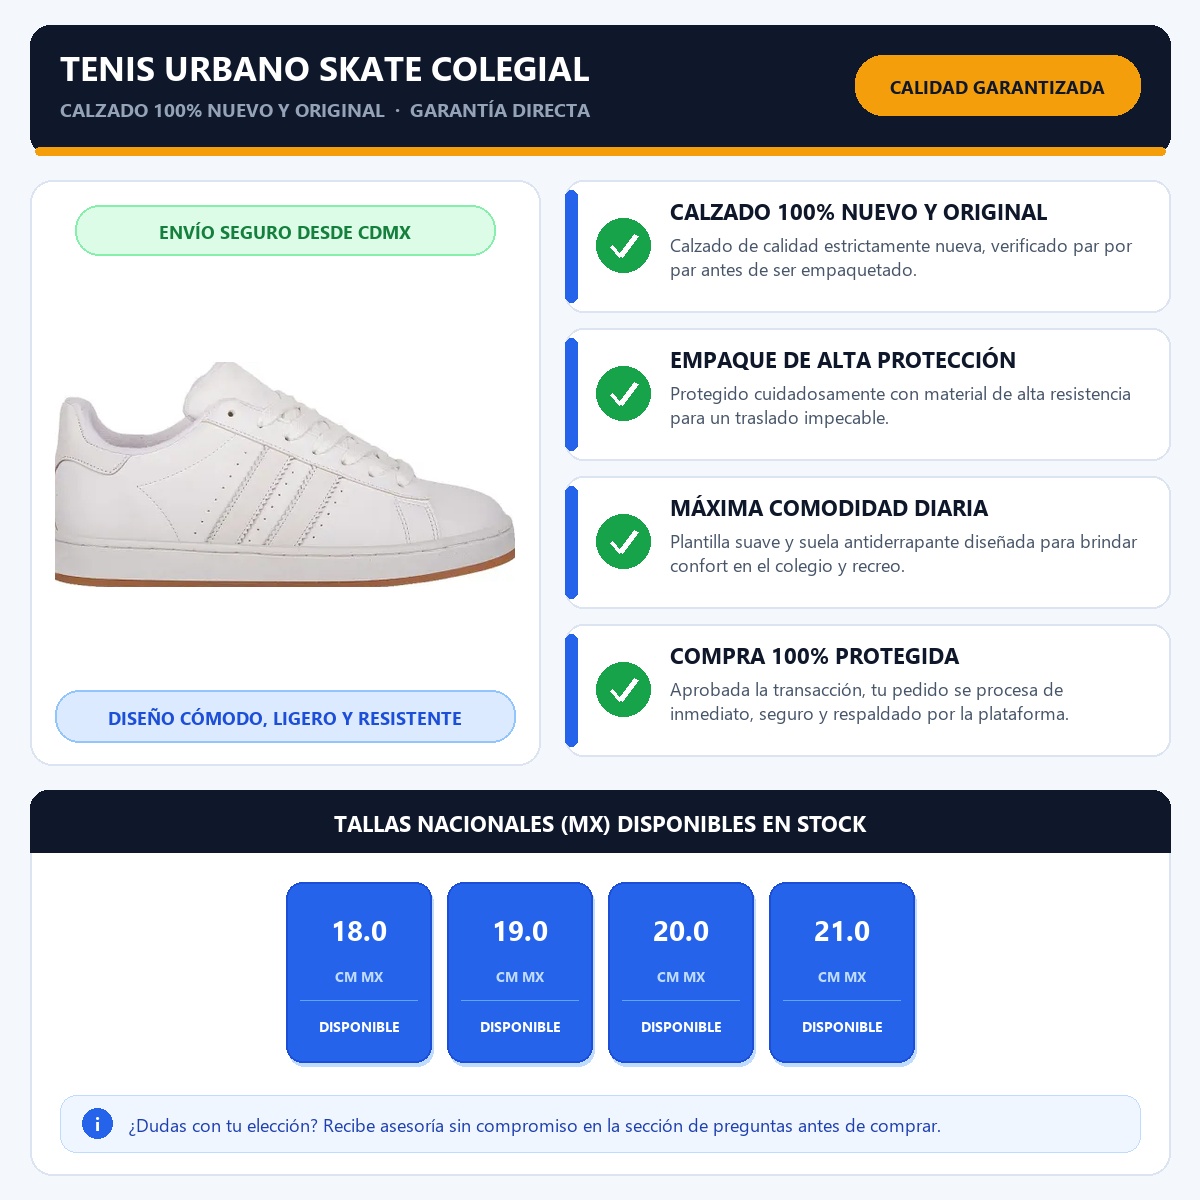 TENIS URBANO SKATE COLEGIAL
CALZADO 100% NUEVO Y ORIGINAL · GARANTÍA DIRECTA
CALIDAD GARANTIZADA
ENVÍO SEGURO DESDE CDMX
DISEÑO CÓMODO, LIGERO Y RESISTENTE
CALZADO 100% NUEVO Y ORIGINAL
Calzado de calidad estrictamente nueva, verificado par por
par antes de ser empaquetado.
EMPAQUE DE ALTA PROTECCIÓN
Protegido cuidadosamente con material de alta resistencia
para un traslado impecable.
MÁXIMA COMODIDAD DIARIA
Plantilla suave y suela antiderrapante diseñada para brindar
confort en el colegio y recreo.
COMPRA 100% PROTEGIDA
Aprobada la transacción, tu pedido se procesa de
inmediato, seguro y respaldado por la plataforma.
TALLAS NACIONALES (MX) DISPONIBLES EN STOCK
18.0
CM MX
DISPONIBLE
19.0
CM MX
DISPONIBLE
20.0
CM MX
DISPONIBLE
21.0
CM MX
DISPONIBLE
i
¿Dudas con tu elección? Recibe asesoría sin compromiso en la sección de preguntas antes de comprar.